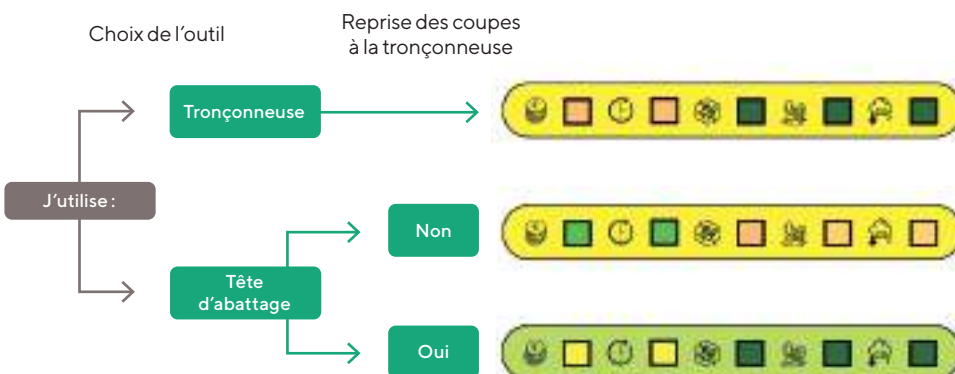 Choix de l'outil
Reprise des coupes
à la tronçonneuse
Tronçonneuse
J'utilise :
Non
Tête
d'abattage
Oui